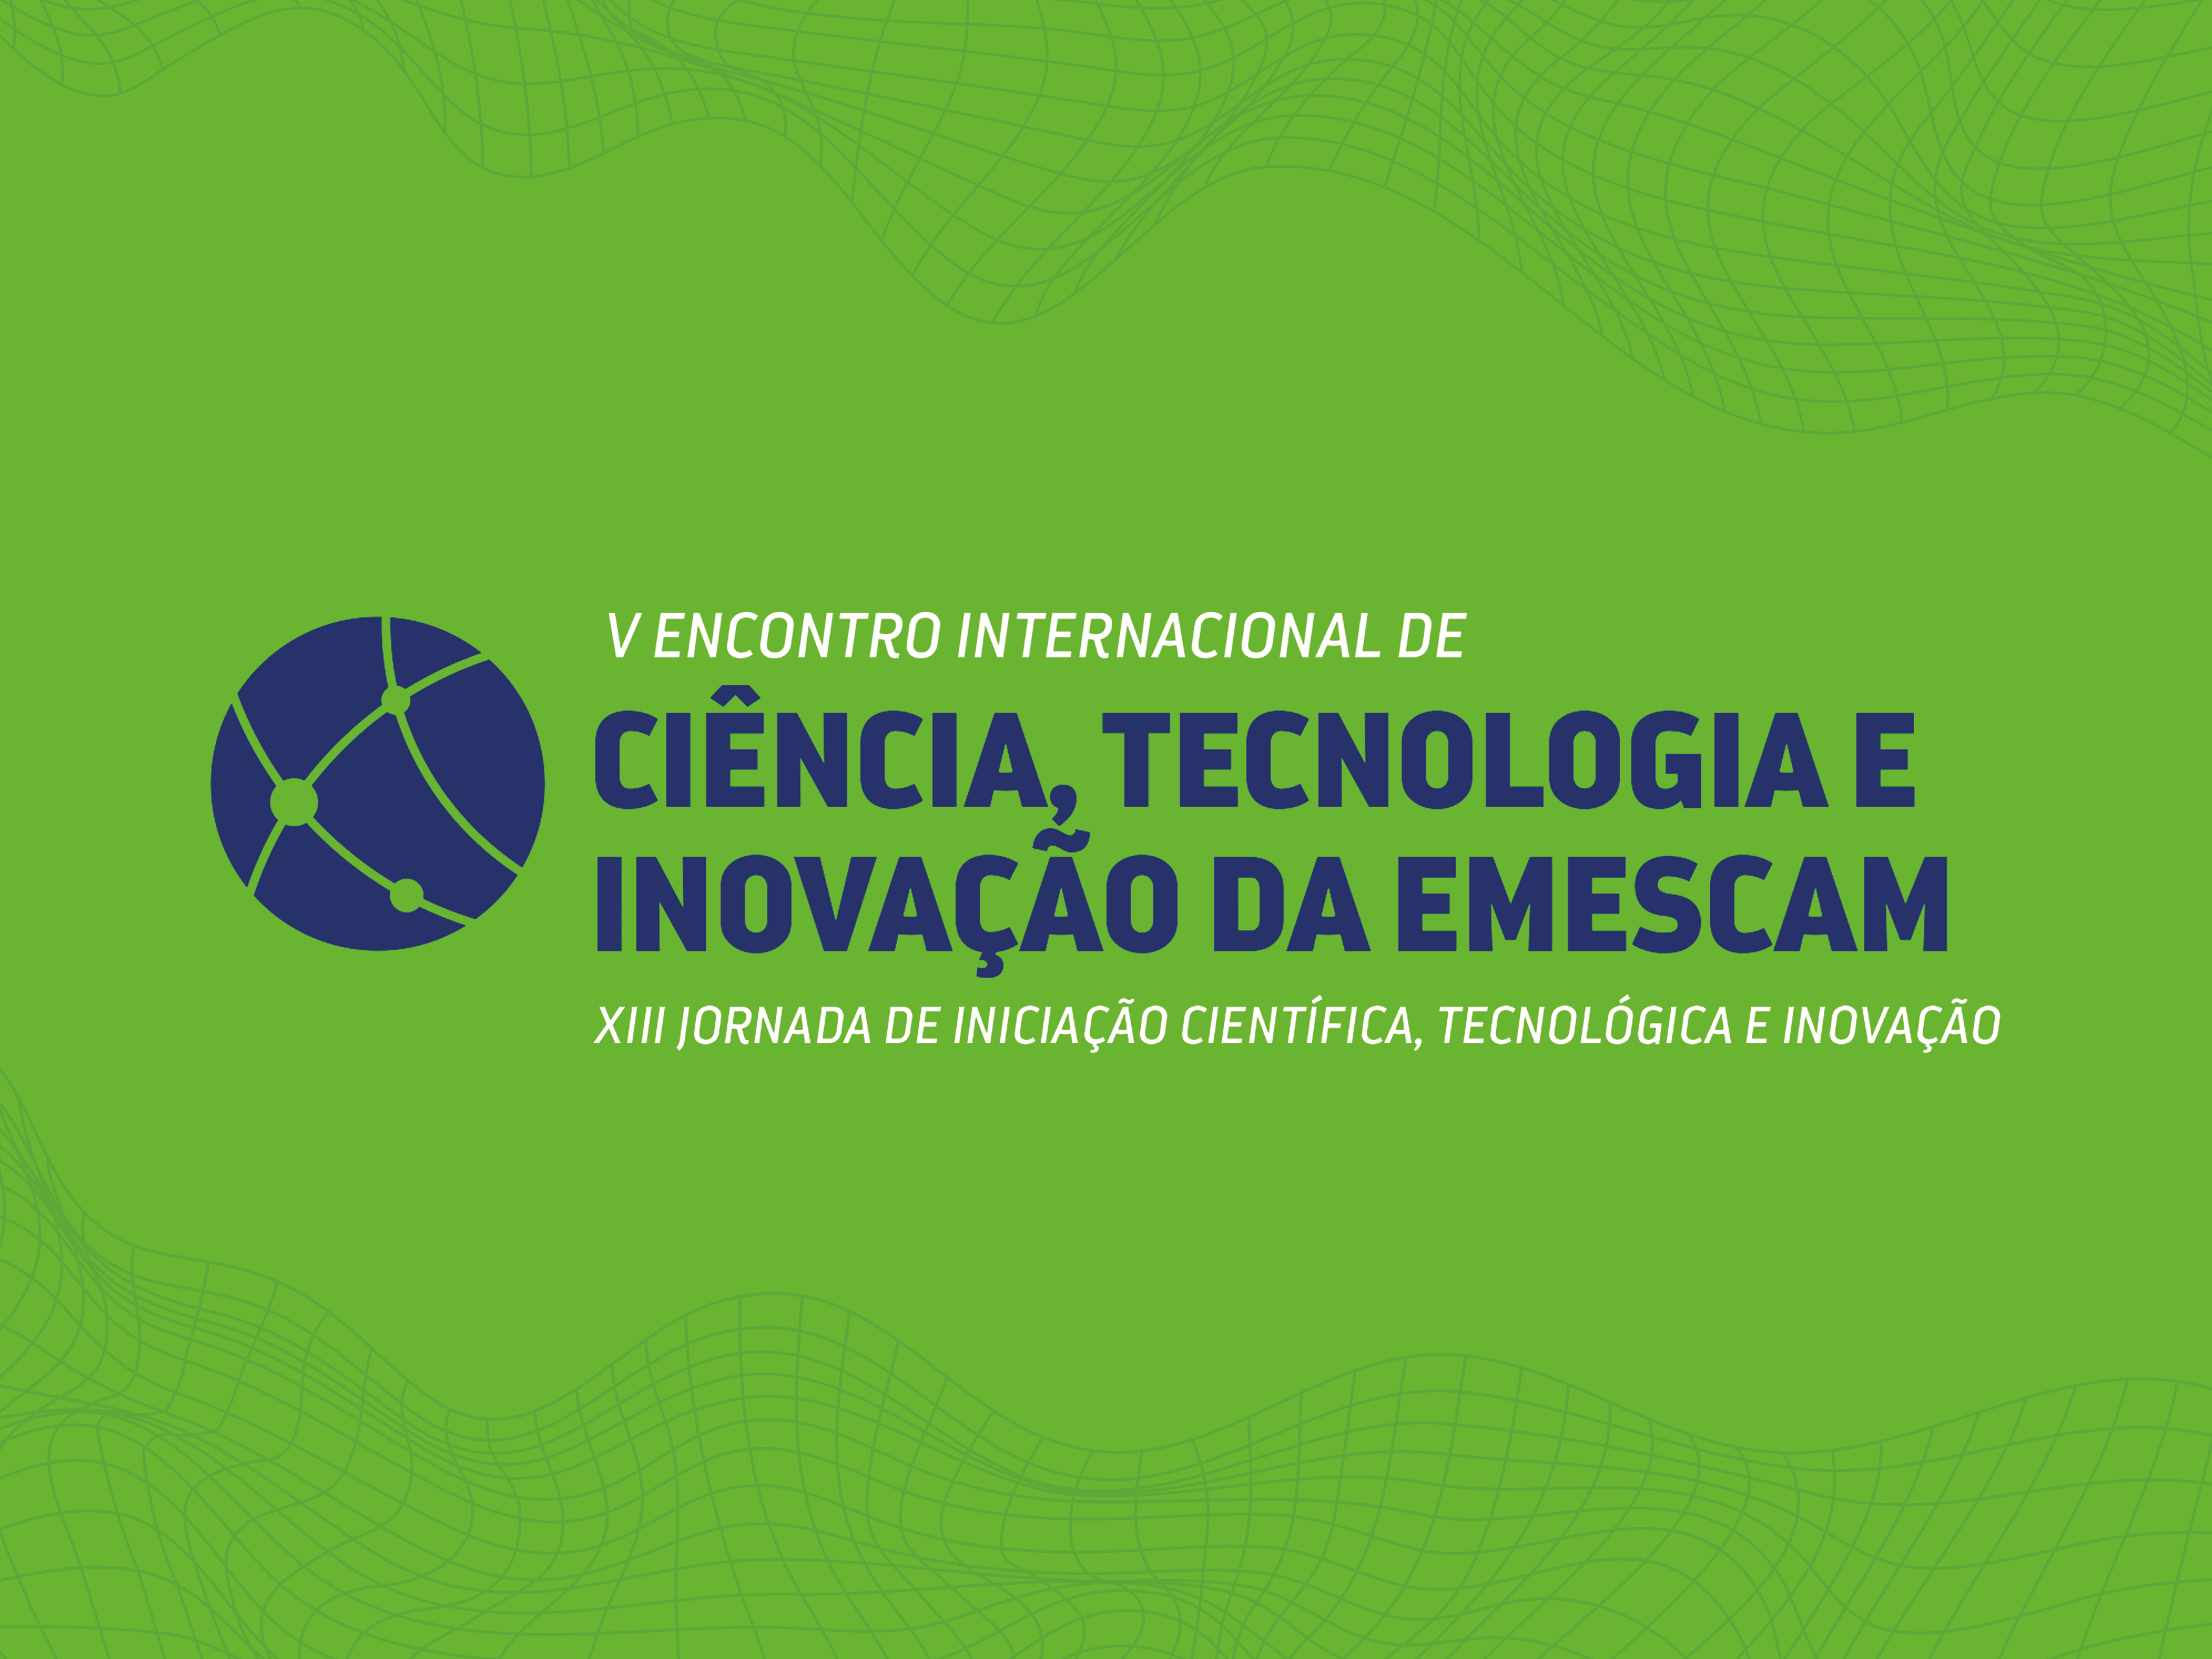 V ENCONTRO INTERNACIONAL DE
CIÊNCIA, TECNOLOGIA E
INOVAÇÃO DA EMESCAM
XIII JORNADA DE INICIAÇÃO CIENTÍFICA, TECNOLÓGICA E INOVAÇÃO